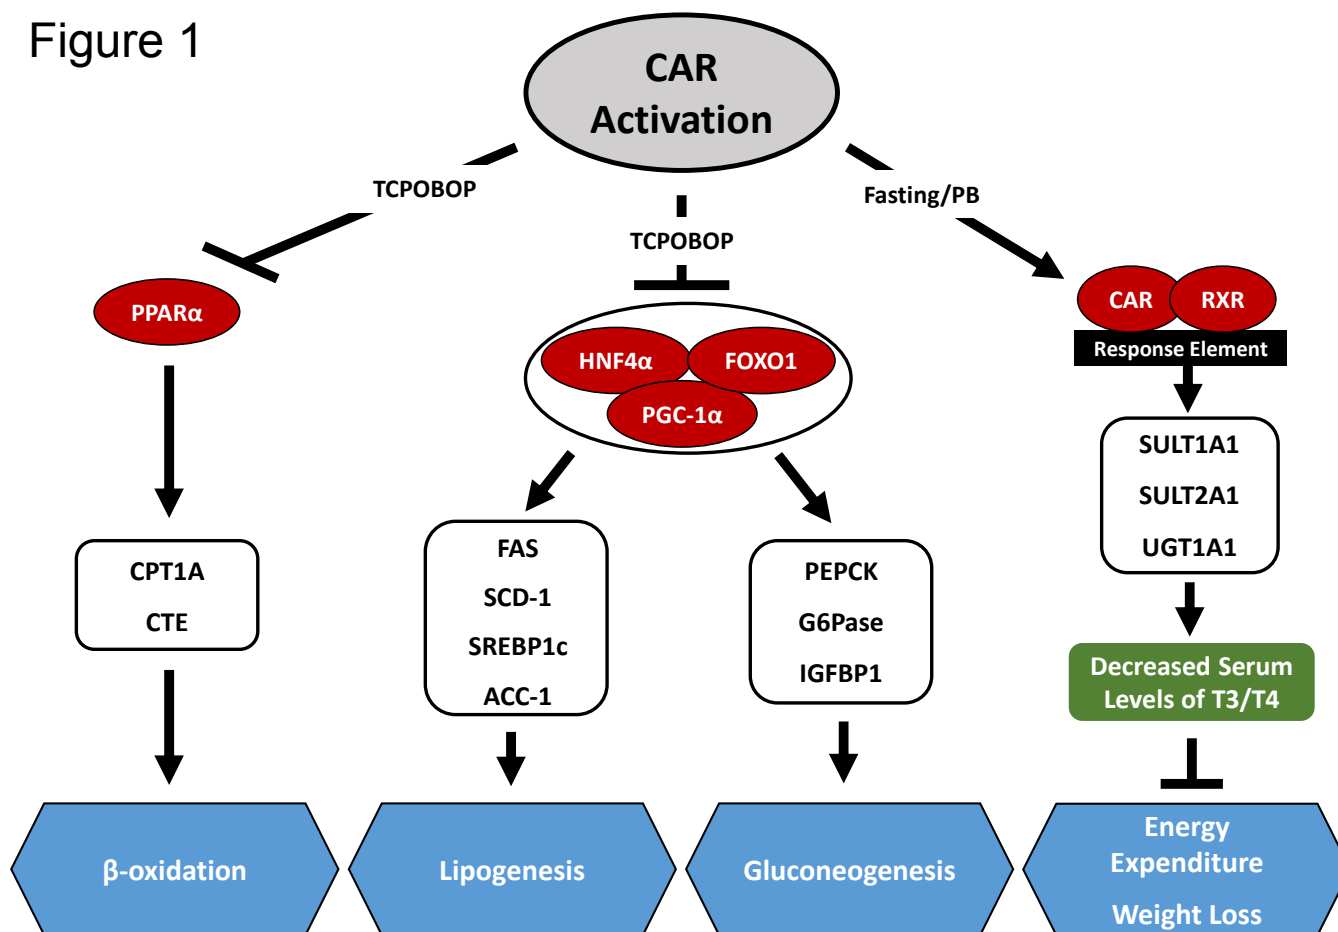 Figure 1
CAR
Activation
TCPOBOP
TCPOBOP
Fasting/PB
PPARα
HNF4α
FOXO1
PGC-1α
CAR
RXR
Response Element
CPT1A
CTE
FAS
SCD-1
SREBP1c
ACC-1
PEPCK
G6Pase
IGFBP1
SULT1A1
SULT2A1
UGT1A1
Decreased Serum
Levels of T3/T4
β-oxidation
Lipogenesis
Gluconeogenesis
Energy
Expenditure
Weight Loss